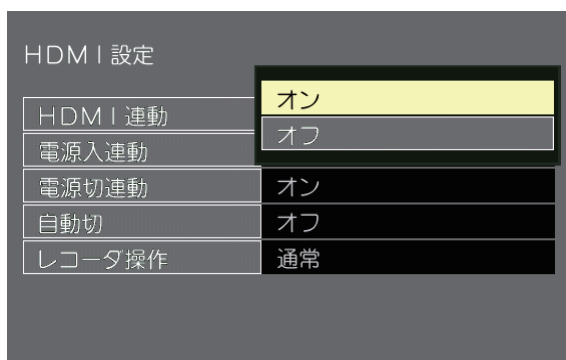 HDMI設定
HDMI連動
オン
オフ
電源入連動
電源切連動 オン
自動切 オフ
レコーダ操作 通常